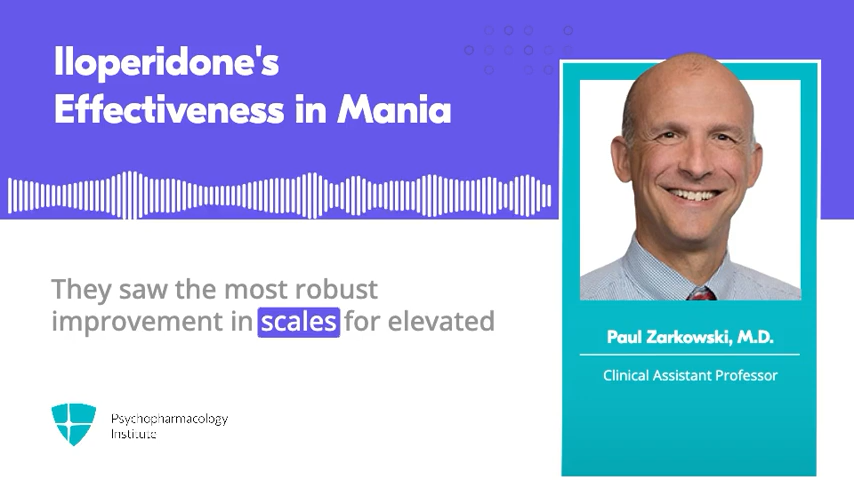 Iloperidone's
Effectiveness in Mania
They saw the most robust
improvement in scales for elevated
Psychopharmacology
Institute
Paul Zarkowski, M.D.
Clinical Assistant Professor